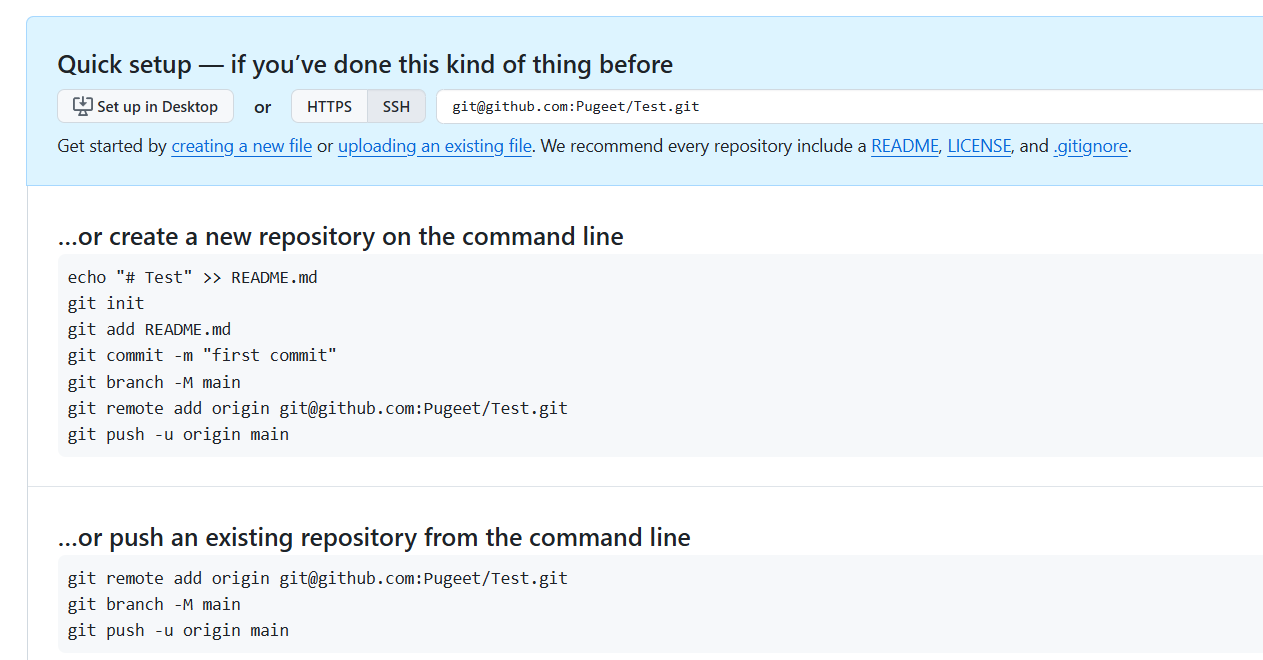 Quick setup — if you’ve done this kind of thing before
Set up in Desktop or HTTPS SSH git@github.com:Pugeet/Test.git
Get started by creating a new file or uploading an existing file. We recommend every repository include a README, LICENSE, and .gitignore.
…or create a new repository on the command line
echo "# Test" >> README.md
git init
git add README.md
git commit -m "first commit"
git branch -M main
git remote add origin git@github.com:Pugeet/Test.git
git push -u origin main
…or push an existing repository from the command line
git remote add origin git@github.com:Pugeet/Test.git
git branch -M main
git push -u origin main